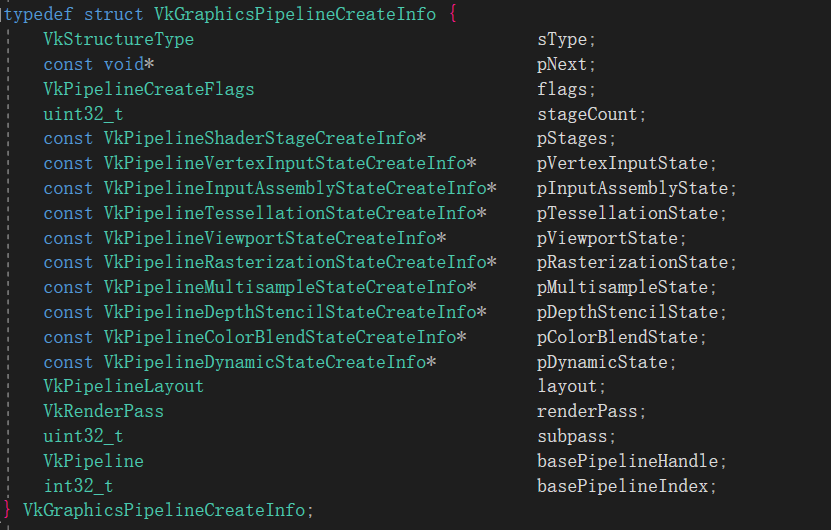 typedef struct VkGraphicsPipelineCreateInfo {
    VkStructureType                                  sType;
    const void*                                      pNext;
    VkPipelineCreateFlags                            flags;
    uint32_t                                         stageCount;
    const VkPipelineShaderStageCreateInfo*           pStages;
    const VkPipelineVertexInputStateCreateInfo*      pVertexInputState;
    const VkPipelineInputAssemblyStateCreateInfo*    pInputAssemblyState;
    const VkPipelineTessellationStateCreateInfo*     pTessellationState;
    const VkPipelineViewportStateCreateInfo*         pViewportState;
    const VkPipelineRasterizationStateCreateInfo*    pRasterizationState;
    const VkPipelineMultisampleStateCreateInfo*      pMultisampleState;
    const VkPipelineDepthStencilStateCreateInfo*     pDepthStencilState;
    const VkPipelineColorBlendStateCreateInfo*       pColorBlendState;
    const VkPipelineDynamicStateCreateInfo*          pDynamicState;
    VkPipelineLayout                                 layout;
    VkRenderPass                                     renderPass;
    uint32_t                                         subpass;
    VkPipeline                                       basePipelineHandle;
    int32_t                                          basePipelineIndex;
} VkGraphicsPipelineCreateInfo;